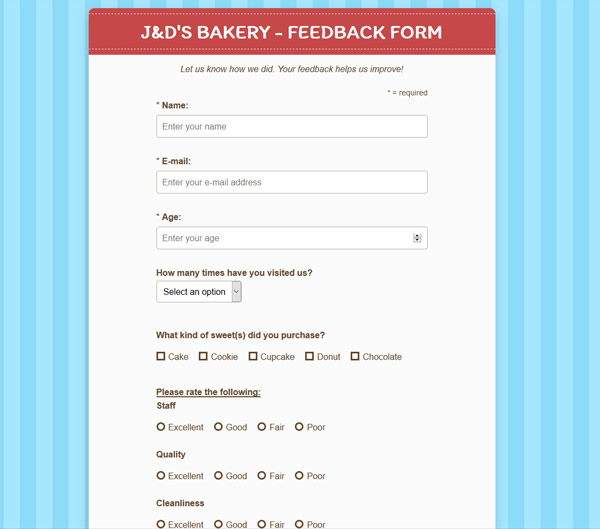 J&D'S BAKERY - FEEDBACK FORM
Let us know how we did. Your feedback helps us improve!
* = required
* Name:
Enter your name
* E-mail:
Enter your e-mail address
* Age:
Enter your age
How many times have you visited us?
Select an option
What kind of sweet(s) did you purchase?
Cake Cookie Cupcake Donut Chocolate
Please rate the following:
Staff
Excellent Good Fair Poor
Quality
Excellent Good Fair Poor
Cleanliness
Excellent Good Fair Poor